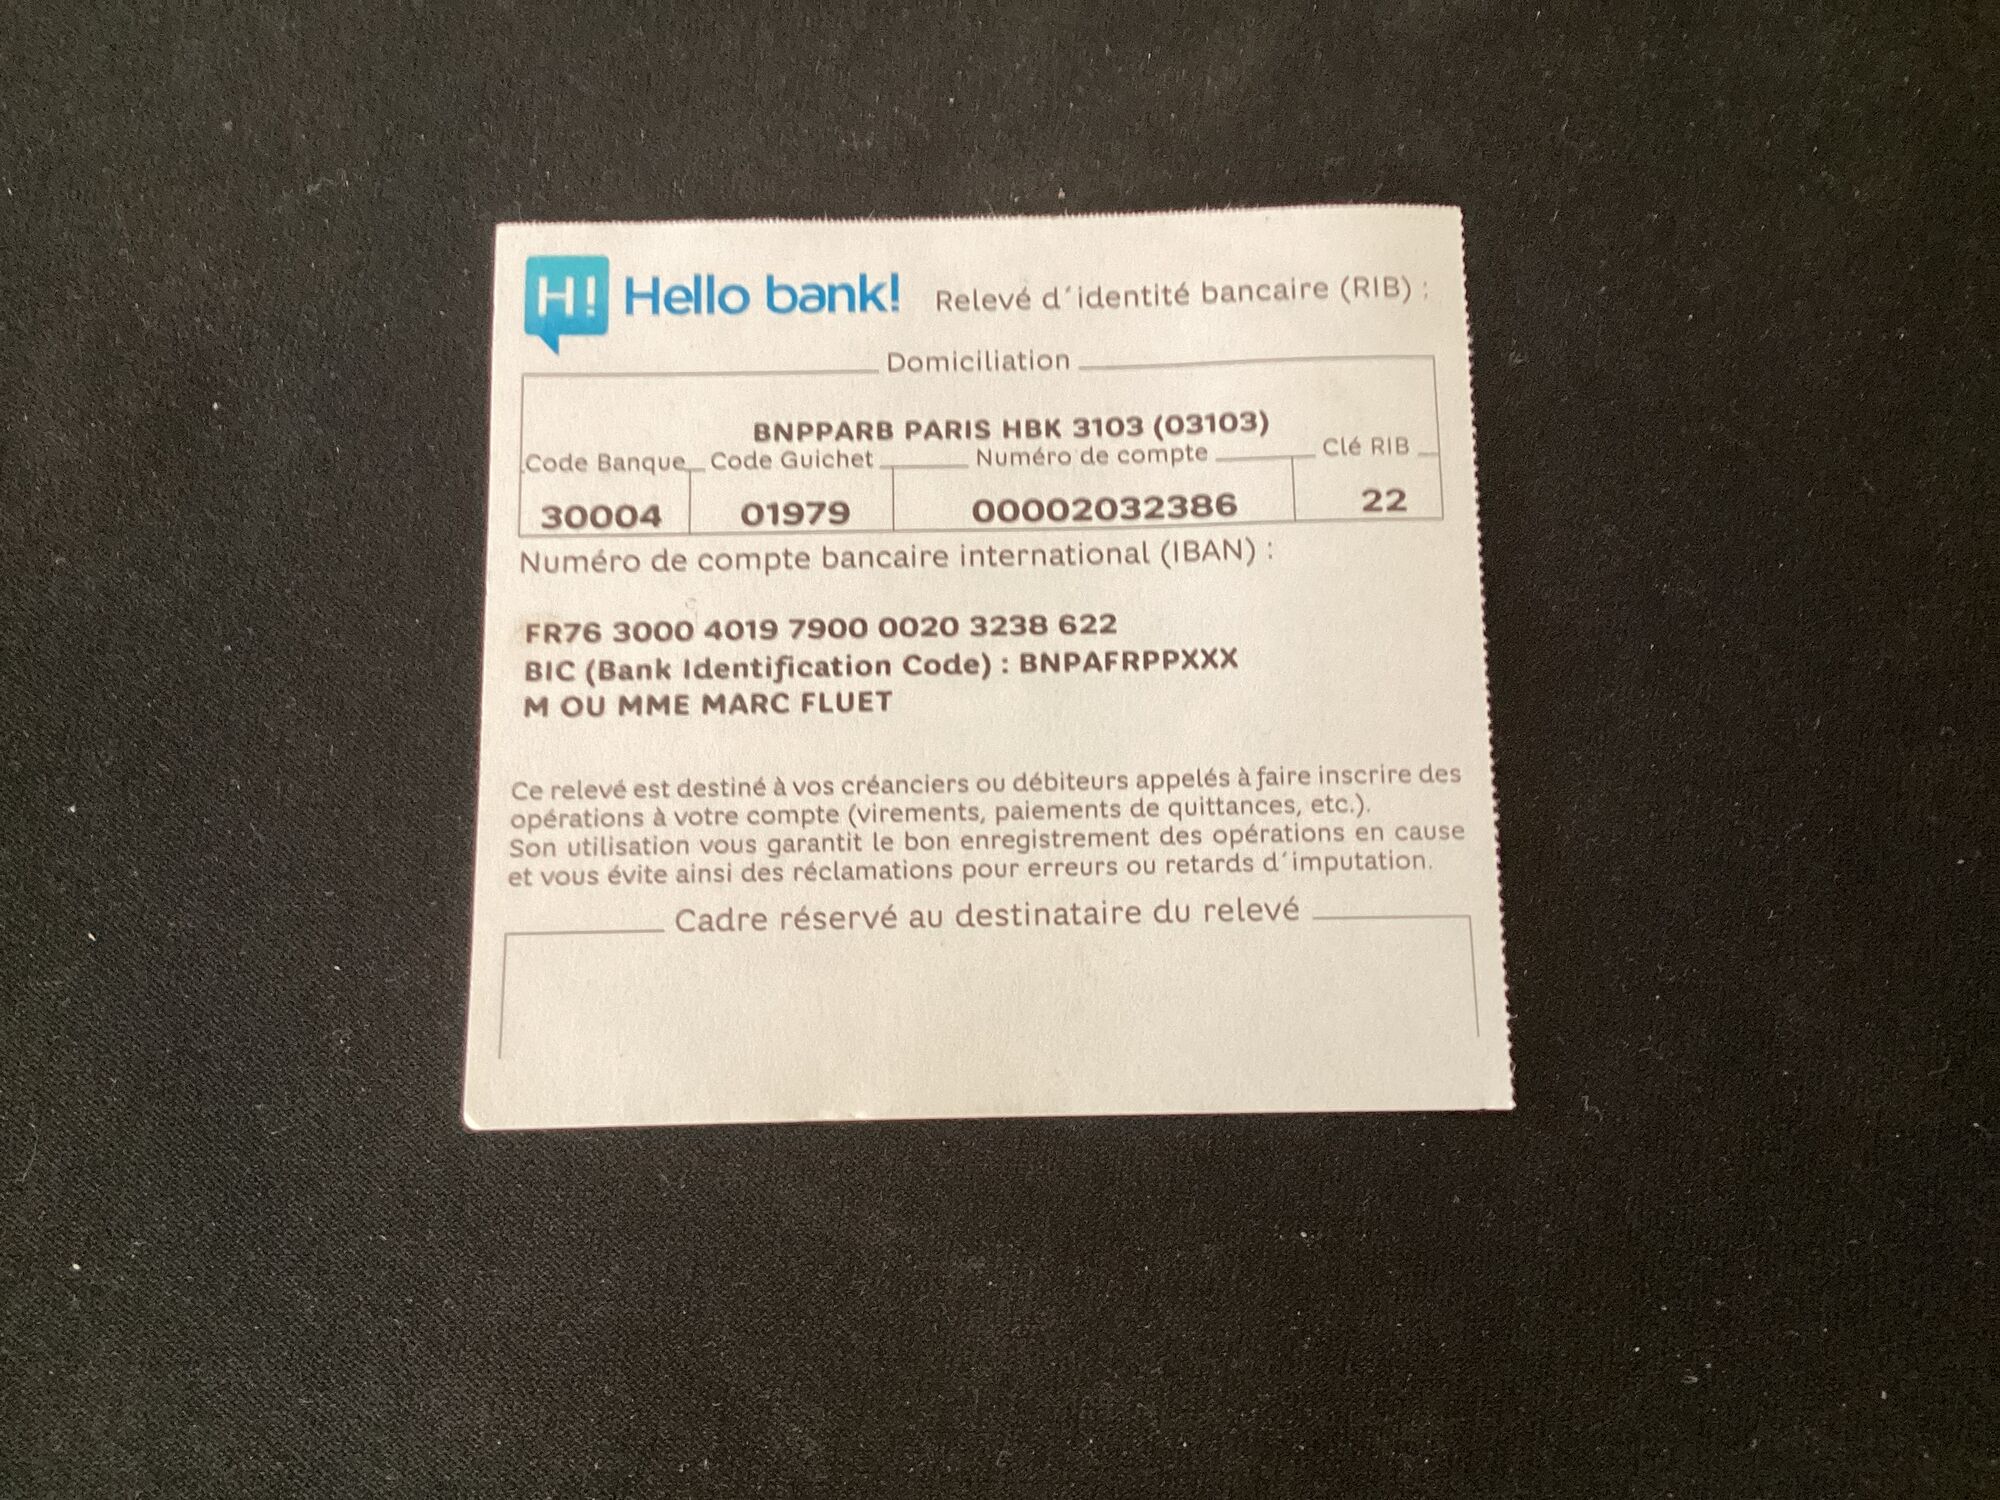 H! Hello bank! Relevé d´identité bancaire (RIB) :
Domiciliation
BNPPARB PARIS HBK 3103 (03103)
Code Banque Code Guichet Numéro de compte Clé RIB
30004 01979 00002032386 22
Numéro de compte bancaire international (IBAN) :
FR76 3000 4019 7900 0020 3238 622
BIC (Bank Identification Code) : BNPAFRPPXXX
M OU MME MARC FLUET
Ce relevé est destiné à vos créanciers ou débiteurs appelés à faire inscrire des
opérations à votre compte (virements, paiements de quittances, etc.).
Son utilisation vous garantit le bon enregistrement des opérations en cause
et vous évite ainsi des réclamations pour erreurs ou retards d´imputation.
Cadre réservé au destinataire du relevé